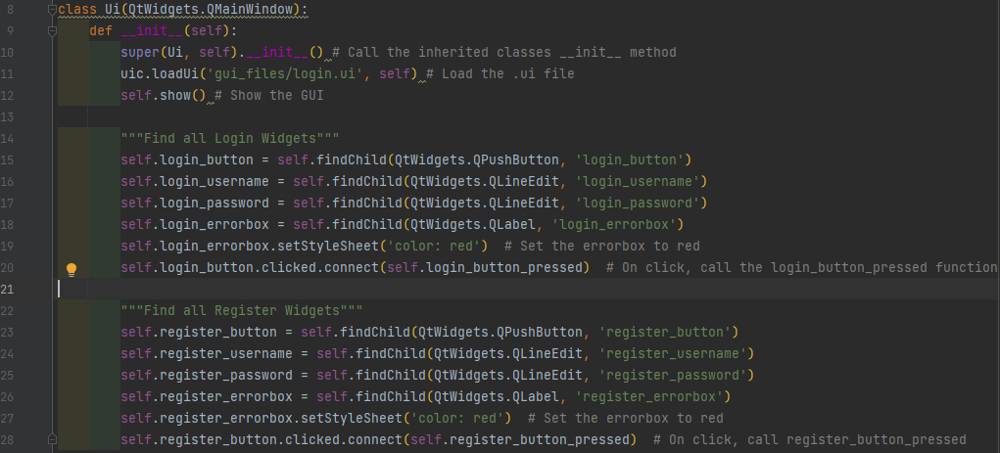 8 class Ui(QtWidgets.QMainWindow):
9 def __init__(self):
10 super(Ui, self).__init__() # Call the inherited classes __init__ method
11 uic.loadUi('gui_files/login.ui', self) # Load the .ui file
12 self.show() # Show the GUI
13
14 """Find all Login Widgets"""
15 self.login_button = self.findChild(QtWidgets.QPushButton, 'login_button')
16 self.login_username = self.findChild(QtWidgets.QLineEdit, 'login_username')
17 self.login_password = self.findChild(QtWidgets.QLineEdit, 'login_password')
18 self.login_errorbox = self.findChild(QtWidgets.QLabel, 'login_errorbox')
19 self.login_errorbox.setStyleSheet('color: red')  # Set the errorbox to red
20 self.login_button.clicked.connect(self.login_button_pressed)  # On click, call the login_button_pressed function
21
22 """Find all Register Widgets"""
23 self.register_button = self.findChild(QtWidgets.QPushButton, 'register_button')
24 self.register_username = self.findChild(QtWidgets.QLineEdit, 'register_username')
25 self.register_password = self.findChild(QtWidgets.QLineEdit, 'register_password')
26 self.register_errorbox = self.findChild(QtWidgets.QLabel, 'register_errorbox')
27 self.register_errorbox.setStyleSheet('color: red')  # Set the errorbox to red
28 self.register_button.clicked.connect(self.register_button_pressed)  # On click, call register_button_pressed